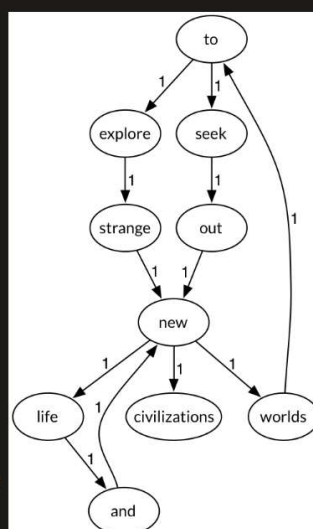 to
1 1
explore seek
1 1
strange out
1 1
1
new
1 1 1
1
life civilizations worlds
1
and